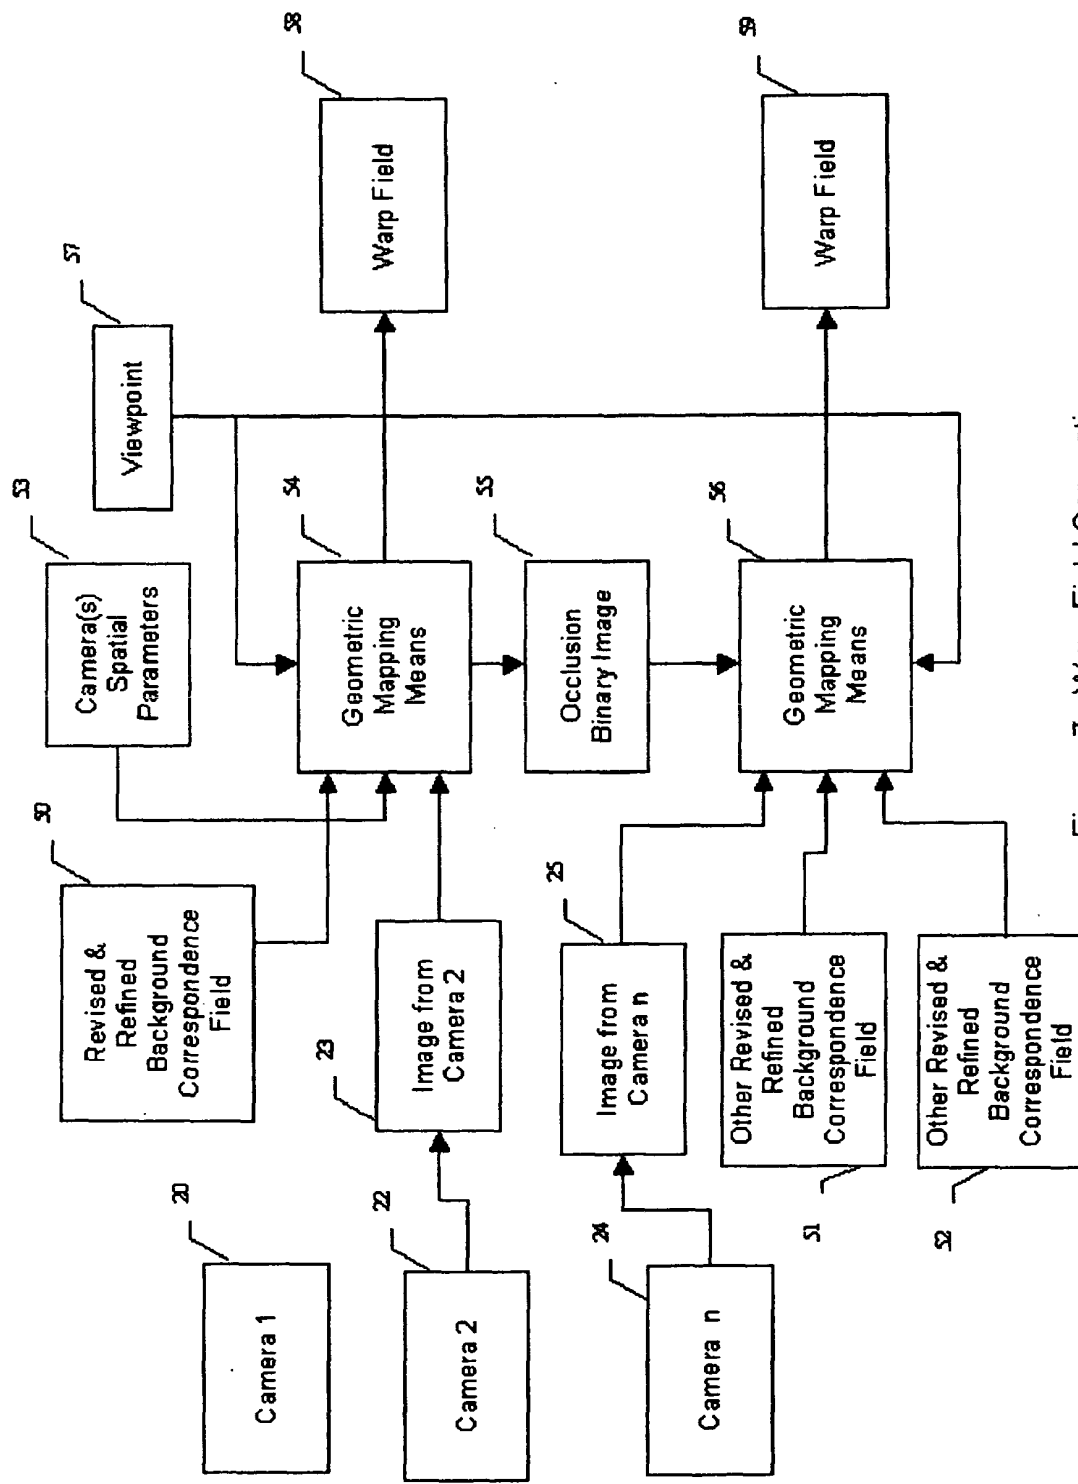 50
Revised &
Refined
Background
Correspondence
Field
53
Camera(s)
Spatial
Parameters
57
Viewpoint
20
Camera 1
58
Warp Field
54
Geometric
Mapping
Means
22
Camera 2
23
Image from
Camera 2
55
Occlusion
Binary Image
24
Camera n
25
Image from
Camera n
51
Other Revised &
Refined
Background
Correspondence
Field
56
Geometric
Mapping
Means
59
Warp Field
52
Other Revised &
Refined
Background
Correspondence
Field